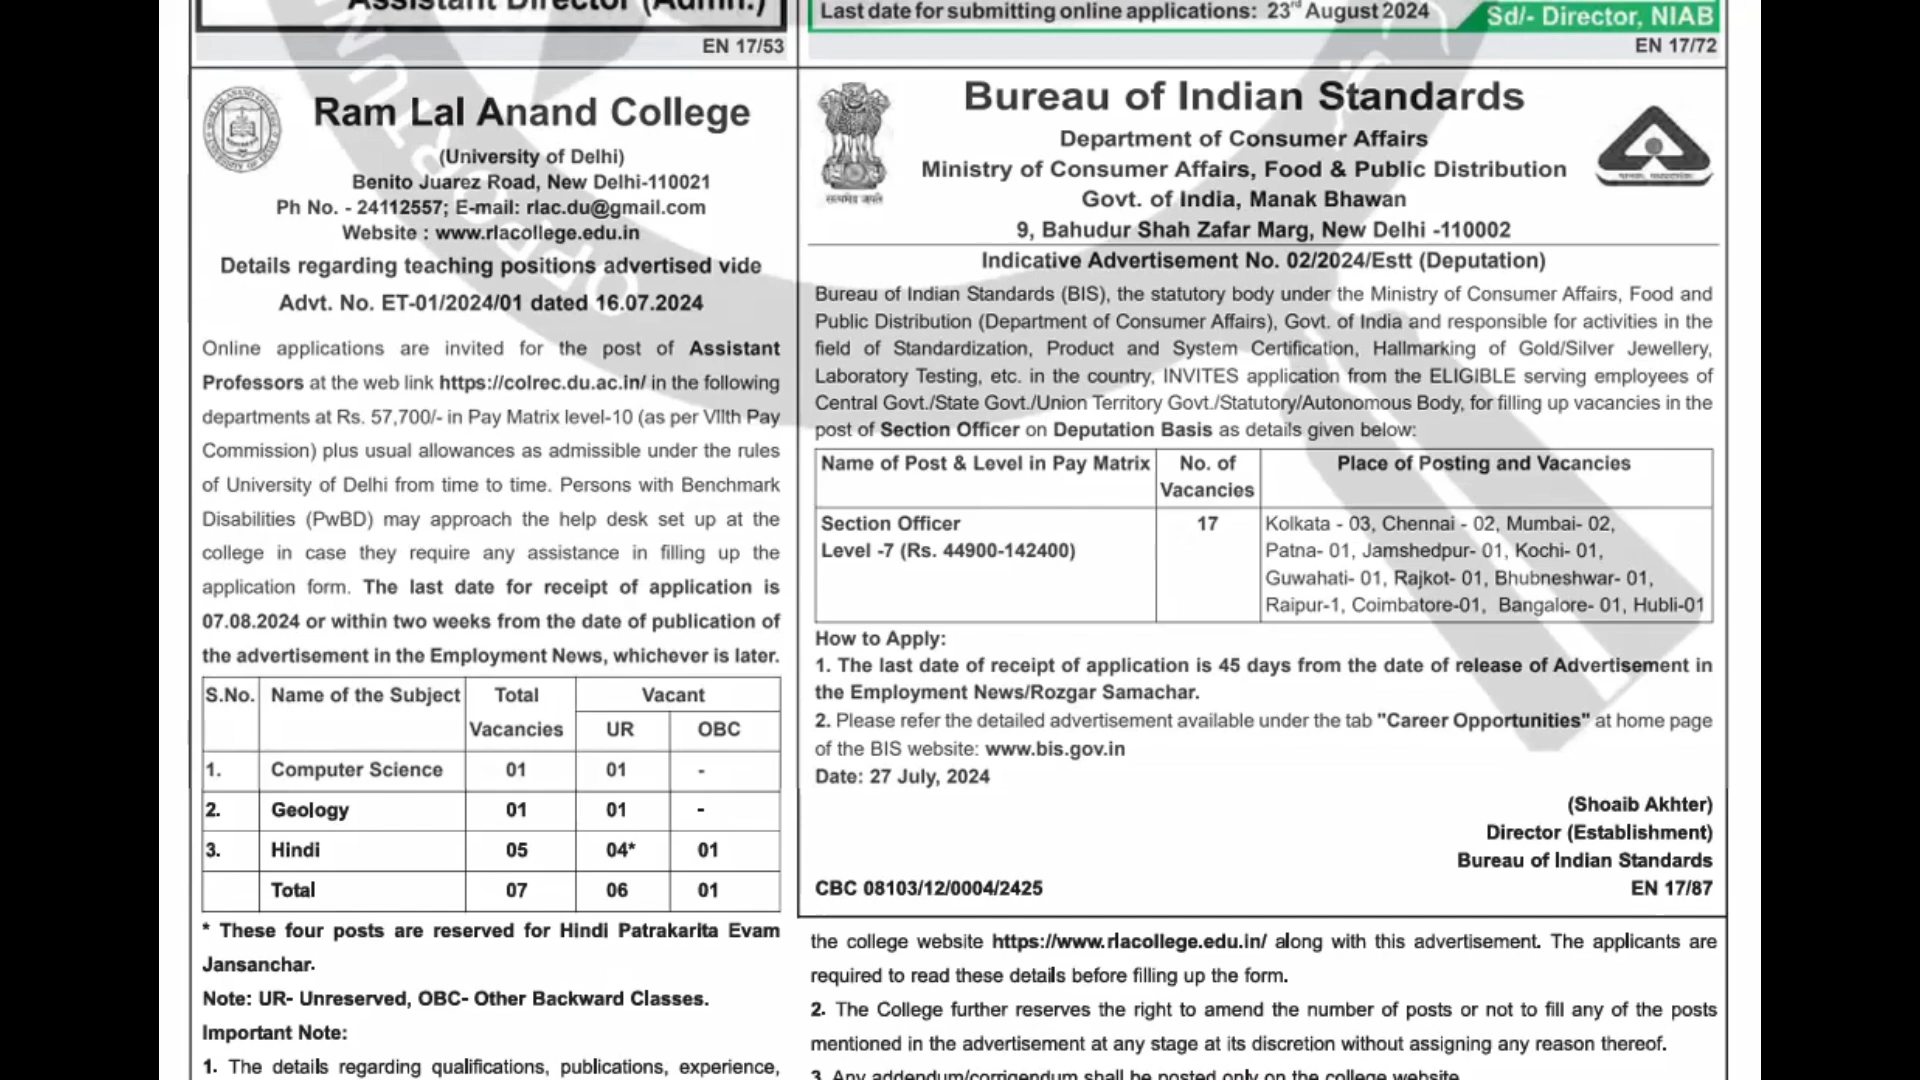 Assistant Director (Admn.)
EN 17/53
Last date for submitting online applications: 23rd August 2024
Sd/- Director, NIAB
EN 17/72
Ram Lal Anand College
(University of Delhi)
Benito Juarez Road, New Delhi-110021
Ph No. - 24112557; E-mail: rlac.du@gmail.com
Website : www.rlacollege.edu.in
Details regarding teaching positions advertised vide
Advt. No. ET-01/2024/01 dated 16.07.2024
Online applications are invited for the post of Assistant
Professors at the web link https://colrec.du.ac.in/ in the following
departments at Rs. 57,700/- in Pay Matrix level-10 (as per VIIth Pay
Commission) plus usual allowances as admissible under the rules
of University of Delhi from time to time. Persons with Benchmark
Disabilities (PwBD) may approach the help desk set up at the
college in case they require any assistance in filling up the
application form. The last date for receipt of application is
07.08.2024 or within two weeks from the date of publication of
the advertisement in the Employment News, whichever is later.
S.No. Name of the Subject Total Vacancies Vacant
UR OBC
1. Computer Science 01 01 -
2. Geology 01 01 -
3. Hindi 05 04* 01
Total 07 06 01
* These four posts are reserved for Hindi Patrakarita Evam
Jansanchar.
Note: UR- Unreserved, OBC- Other Backward Classes.
Important Note:
1. The details regarding qualifications, publications, experience,
Bureau of Indian Standards
Department of Consumer Affairs
Ministry of Consumer Affairs, Food & Public Distribution
Govt. of India, Manak Bhawan
9, Bahudur Shah Zafar Marg, New Delhi -110002
सत्यमेव जयते
Indicative Advertisement No. 02/2024/Estt (Deputation)
Bureau of Indian Standards (BIS), the statutory body under the Ministry of Consumer Affairs, Food and
Public Distribution (Department of Consumer Affairs), Govt. of India and responsible for activities in the
field of Standardization, Product and System Certification, Hallmarking of Gold/Silver Jewellery,
Laboratory Testing, etc. in the country, INVITES application from the ELIGIBLE serving employees of
Central Govt./State Govt./Union Territory Govt./Statutory/Autonomous Body, for filling up vacancies in the
post of Section Officer on Deputation Basis as details given below:
Name of Post & Level in Pay Matrix No. of Vacancies Place of Posting and Vacancies
Section Officer 17 Kolkata - 03, Chennai - 02, Mumbai- 02,
Level -7 (Rs. 44900-142400) Patna- 01, Jamshedpur- 01, Kochi- 01,
Guwahati- 01, Rajkot- 01, Bhubneshwar- 01,
Raipur-1, Coimbatore-01, Bangalore- 01, Hubli-01
How to Apply:
1. The last date of receipt of application is 45 days from the date of release of Advertisement in
the Employment News/Rozgar Samachar.
2. Please refer the detailed advertisement available under the tab "Career Opportunities" at home page
of the BIS website: www.bis.gov.in
Date: 27 July, 2024
(Shoaib Akhter)
Director (Establishment)
Bureau of Indian Standards
CBC 08103/12/0004/2425 EN 17/87
the college website https://www.rlacollege.edu.in/ along with this advertisement. The applicants are
required to read these details before filling up the form.
2. The College further reserves the right to amend the number of posts or not to fill any of the posts
mentioned in the advertisement at any stage at its discretion without assigning any reason thereof.
3. Any addendum/corrigendum shall be posted only on the college website.